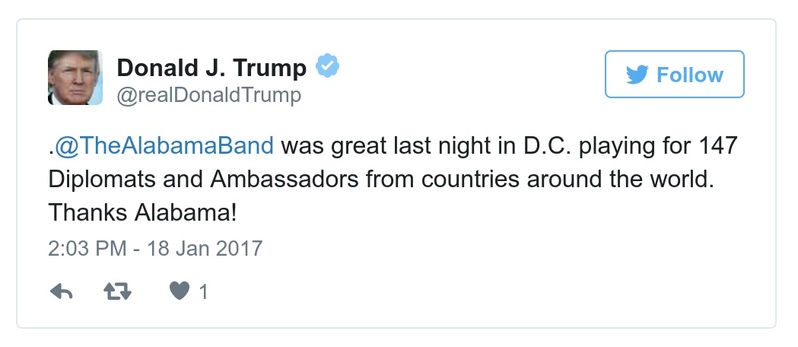 Donald J. Trump
@realDonaldTrump
Follow
.@TheAlabamaBand was great last night in D.C. playing for 147
Diplomats and Ambassadors from countries around the world.
Thanks Alabama!
2:03 PM - 18 Jan 2017
1